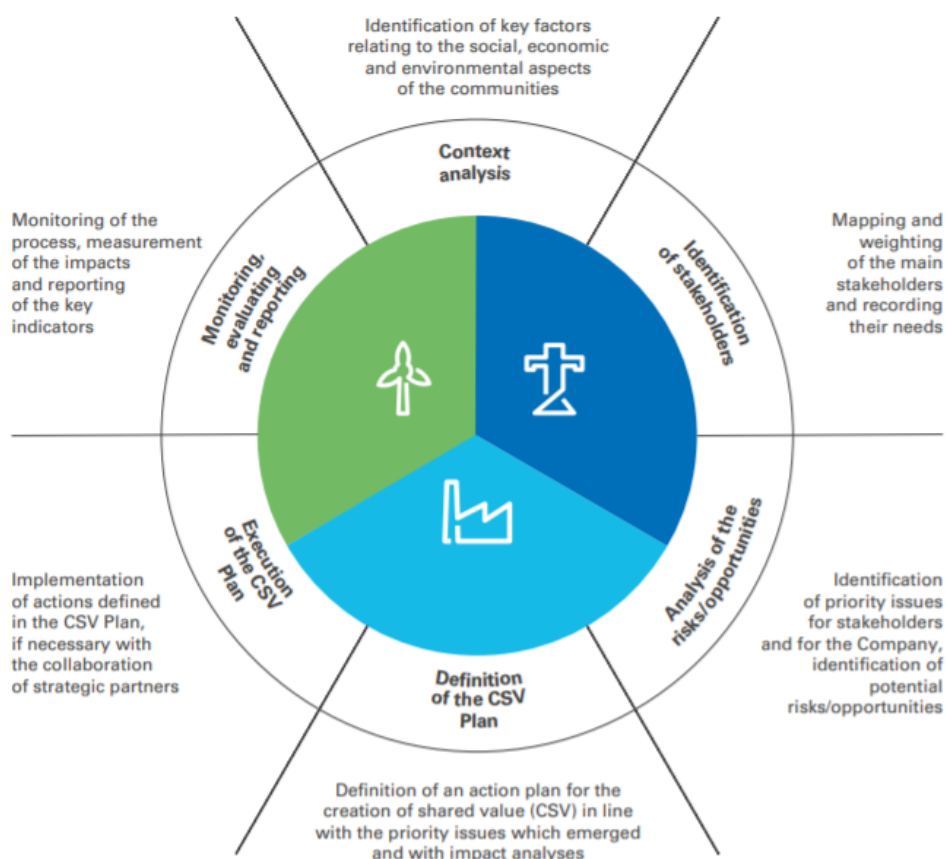 Identification of key factors
relating to the social, economic
and environmental aspects
of the communities
Context
analysis
Mapping and
weighting
of the main
stakeholders
and recording
their needs
Identification
of stakeholders
Identification
of priority issues
for stakeholders
and for the Company,
identification of
potential
risks/opportunities
Analysis of the
risks/opportunities
Definition
of the CSV
Plan
Definition of an action plan for the
creation of shared value (CSV) in line
with the priority issues which emerged
and with impact analyses
Execution
of the CSV
Plan
Implementation
of actions defined
in the CSV Plan,
if necessary with
the collaboration
of strategic partners
Monitoring,
evaluating
and reporting
Monitoring of the
process, measurement
of the impacts
and reporting
of the key
indicators